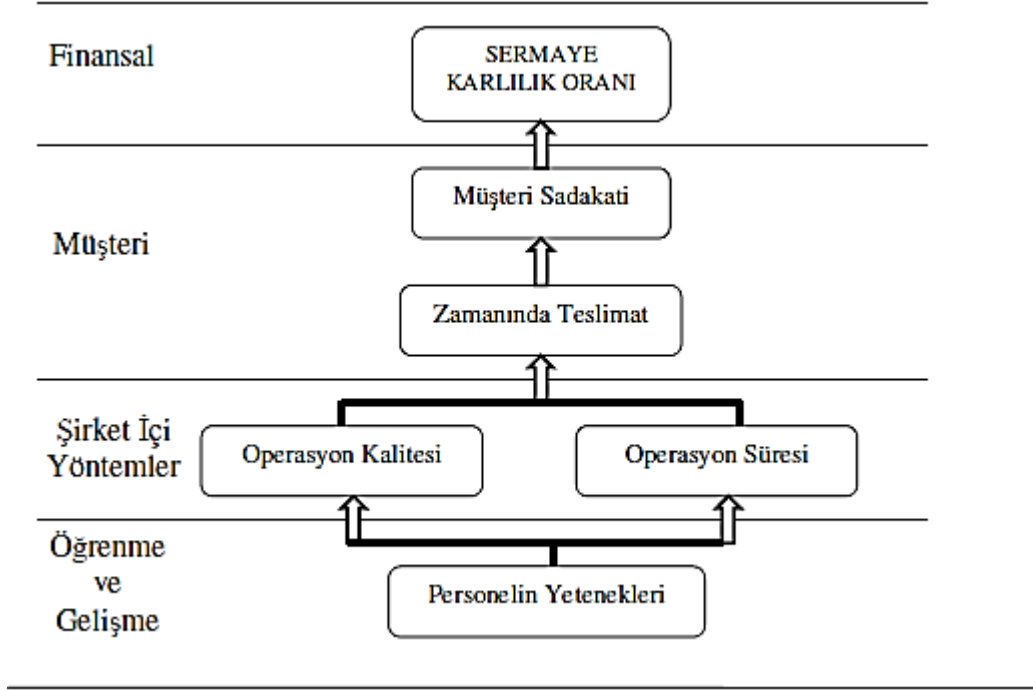 Finansal
SERMAYE
KARLILIK ORANI
Müşteri
Müşteri Sadakati
Zamanında Teslimat
Şirket İçi
Yöntemler
Operasyon Kalitesi
Operasyon Süresi
Öğrenme
ve
Gelişme
Personelin Yetenekleri